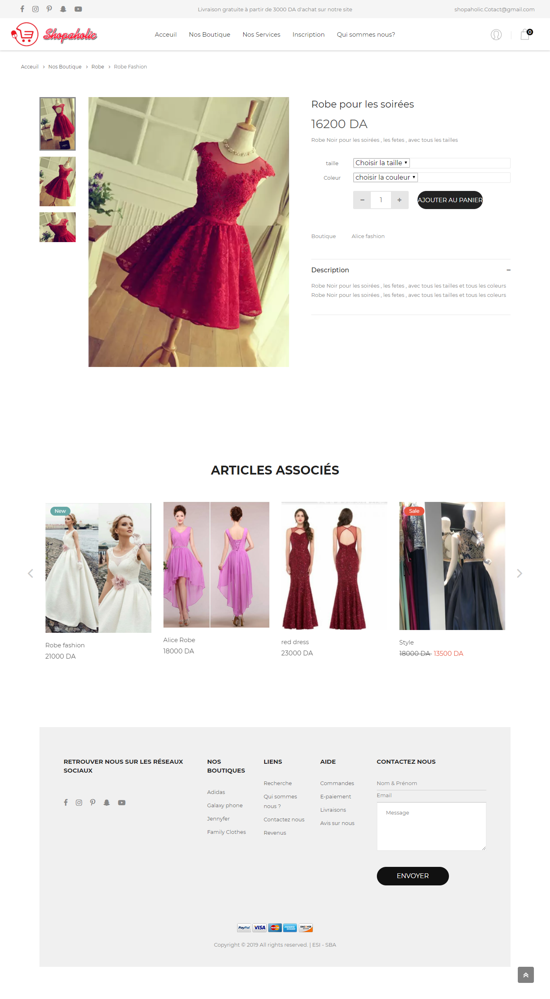 Livraison gratuite à partir de 3000 DA d'achat sur notre site
shopaholic.Cotact@gmail.com
Shopaholic
Acceuil
Nos Boutique
Nos Services
Inscription
Qui sommes nous?
0
Acceuil > Nos Boutique > Robe > Robe Fashion
Robe pour les soirées
16200 DA
Robe Noir pour les soirées , les fetes , avec tous les tailles
taille
Choisir la taille
Coleur
choisir la couleur
1
AJOUTER AU PANIER
Boutique
Alice fashion
Description
Robe Noir pour les soirées , les fetes , avec tous les tailles et tous les coleurs
Robe Noir pour les soirées , les fetes , avec tous les tailles et tous les coleurs
ARTICLES ASSOCIÉS
New
Robe fashion
21000 DA
Alice Robe
18000 DA
red dress
23000 DA
Sale
Style
18000 DA 13500 DA
RETROUVER NOUS SUR LES RÉSEAUX
SOCIAUX
NOS
BOUTIQUES
Adidas
Galaxy phone
Jennyfer
Family Clothes
LIENS
Recherche
Qui sommes
nous ?
Contactez nous
Revenus
AIDE
Commandes
E-paiement
Livraisons
Avis sur nous
CONTACTEZ NOUS
Nom & Prénom
Email
Message
ENVOYER
PayPal
VISA
MasterCard
AMERICAN EXPRESS
DISCOVER
NETWORK
Copyright © 2019 All rights reserved. | ESI - SBA